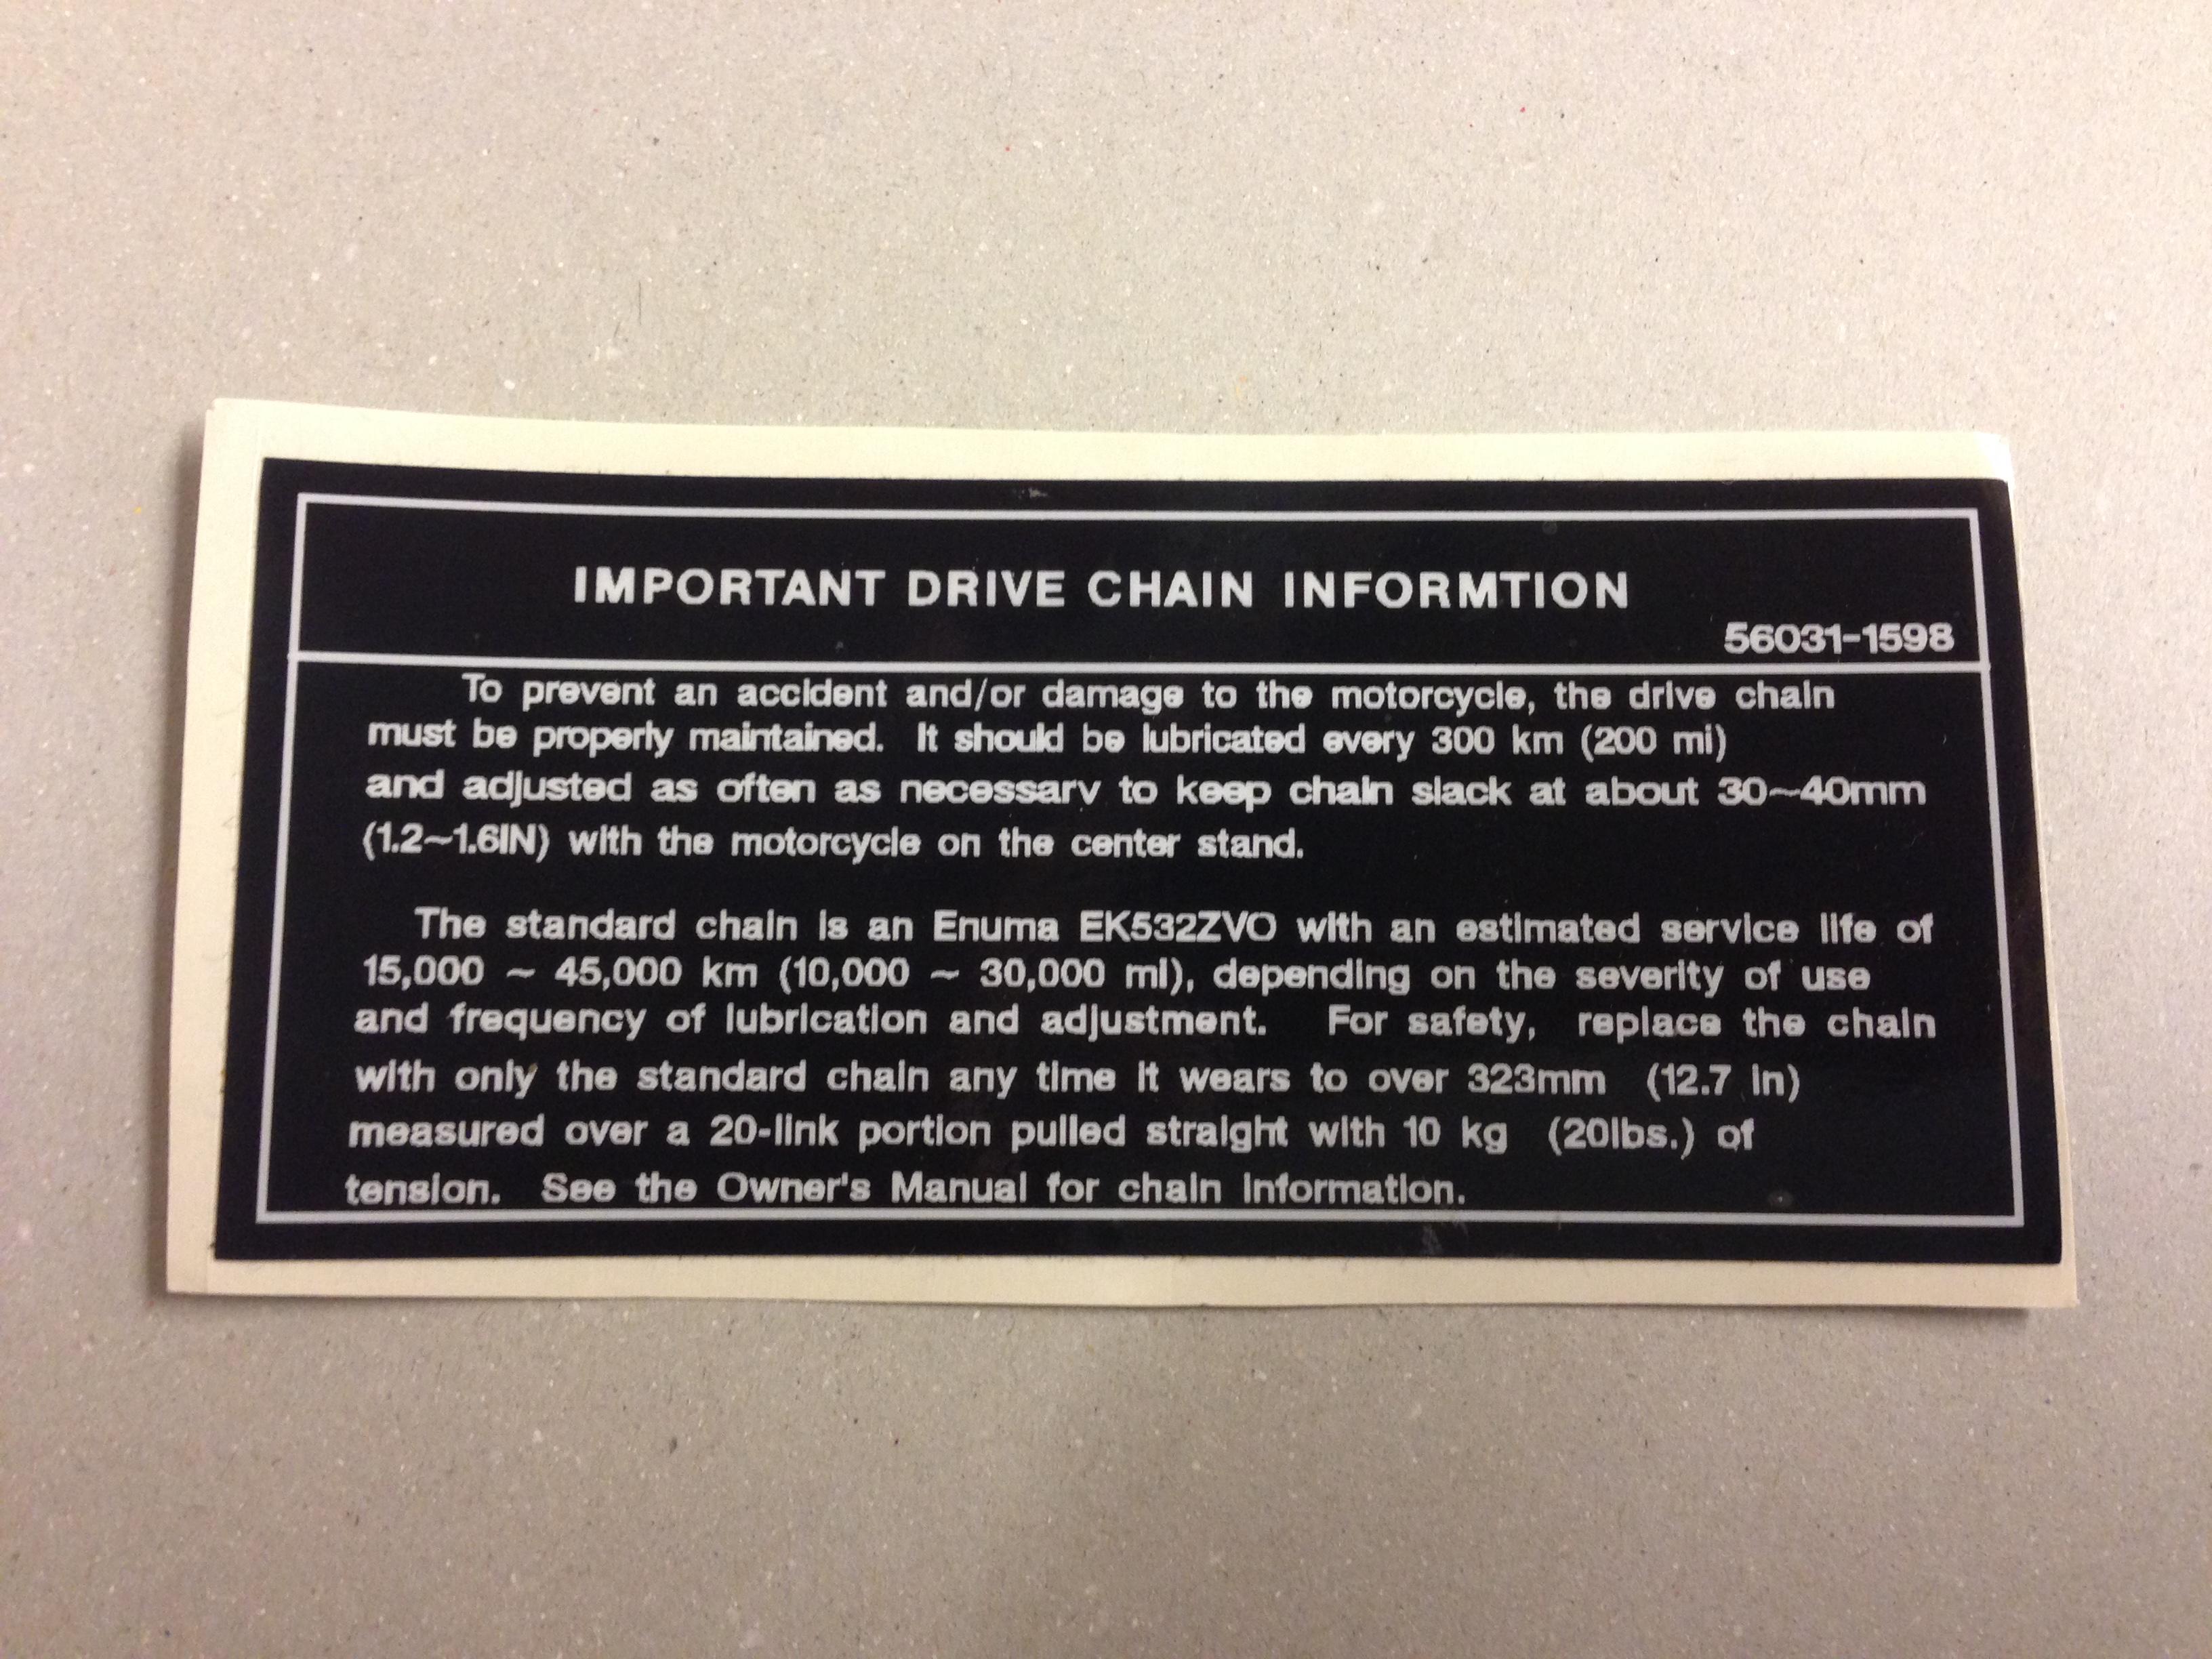 IMPORTANT DRIVE CHAIN INFORMTION
56031-1598
To prevent an accident and/or damage to the motorcycle, the drive chain
must be properly maintained. It should be lubricated every 300 km (200 mi)
and adjusted as often as necessarv to keep chain slack at about 30~40mm
(1.2~1.6IN) with the motorcycle on the center stand.
The standard chain is an Enuma EK532ZVO with an estimated service life of
15,000 ~ 45,000 km (10,000 ~ 30,000 mi), depending on the severity of use
and frequency of lubrication and adjustment. For safety, replace the chain
with only the standard chain any time it wears to over 323mm (12.7 in)
measured over a 20-link portion pulled straight with 10 kg (20lbs.) of
tension. See the Owner's Manual for chain information.